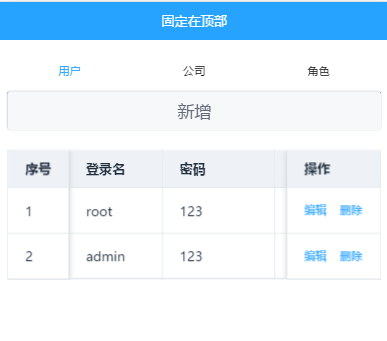 固定在顶部
用户 公司 角色
新增
序号 登录名 密码 操作
1 root 123 编辑 删除
2 admin 123 编辑 删除